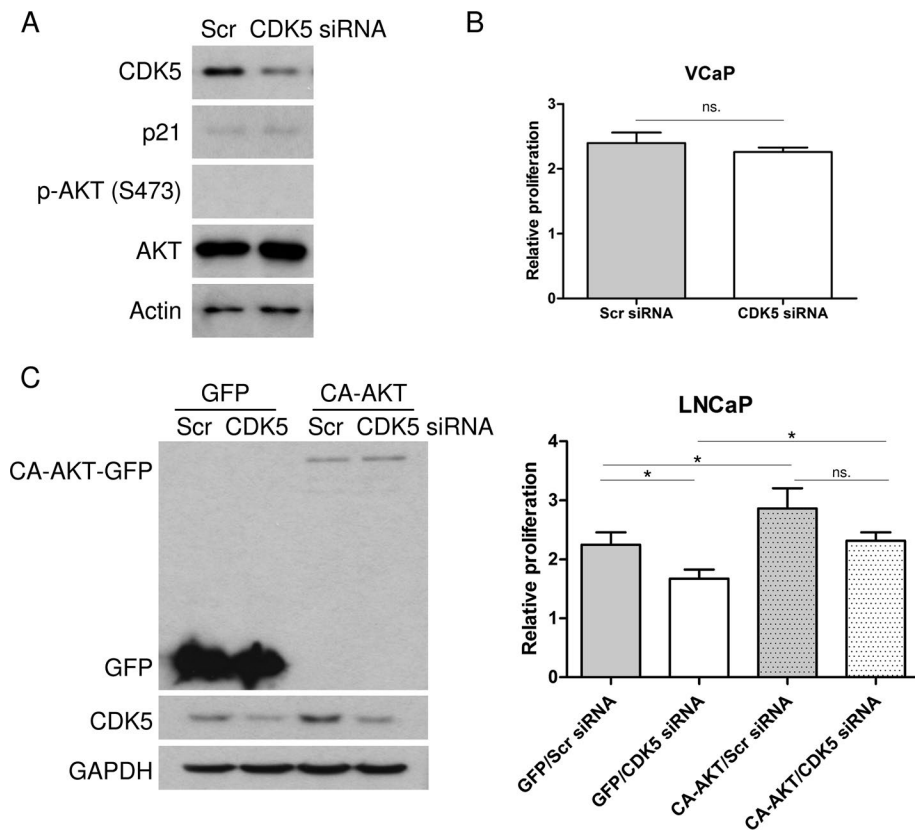 A
Scr CDK5 siRNA
CDK5
p21
p-AKT (S473)
AKT
Actin
B
VCaP
ns.
Relative proliferation
3
2
1
0
Scr siRNA
CDK5 siRNA
C
GFP
CA-AKT
Scr CDK5 Scr CDK5 siRNA
CA-AKT-GFP
GFP
CDK5
GAPDH
LNCaP
*
*
*
ns.
Relative proliferation
4
3
2
1
0
GFP/Scr siRNA
GFP/CDK5 siRNA
CA-AKT/Scr siRNA
CA-AKT/CDK5 siRNA